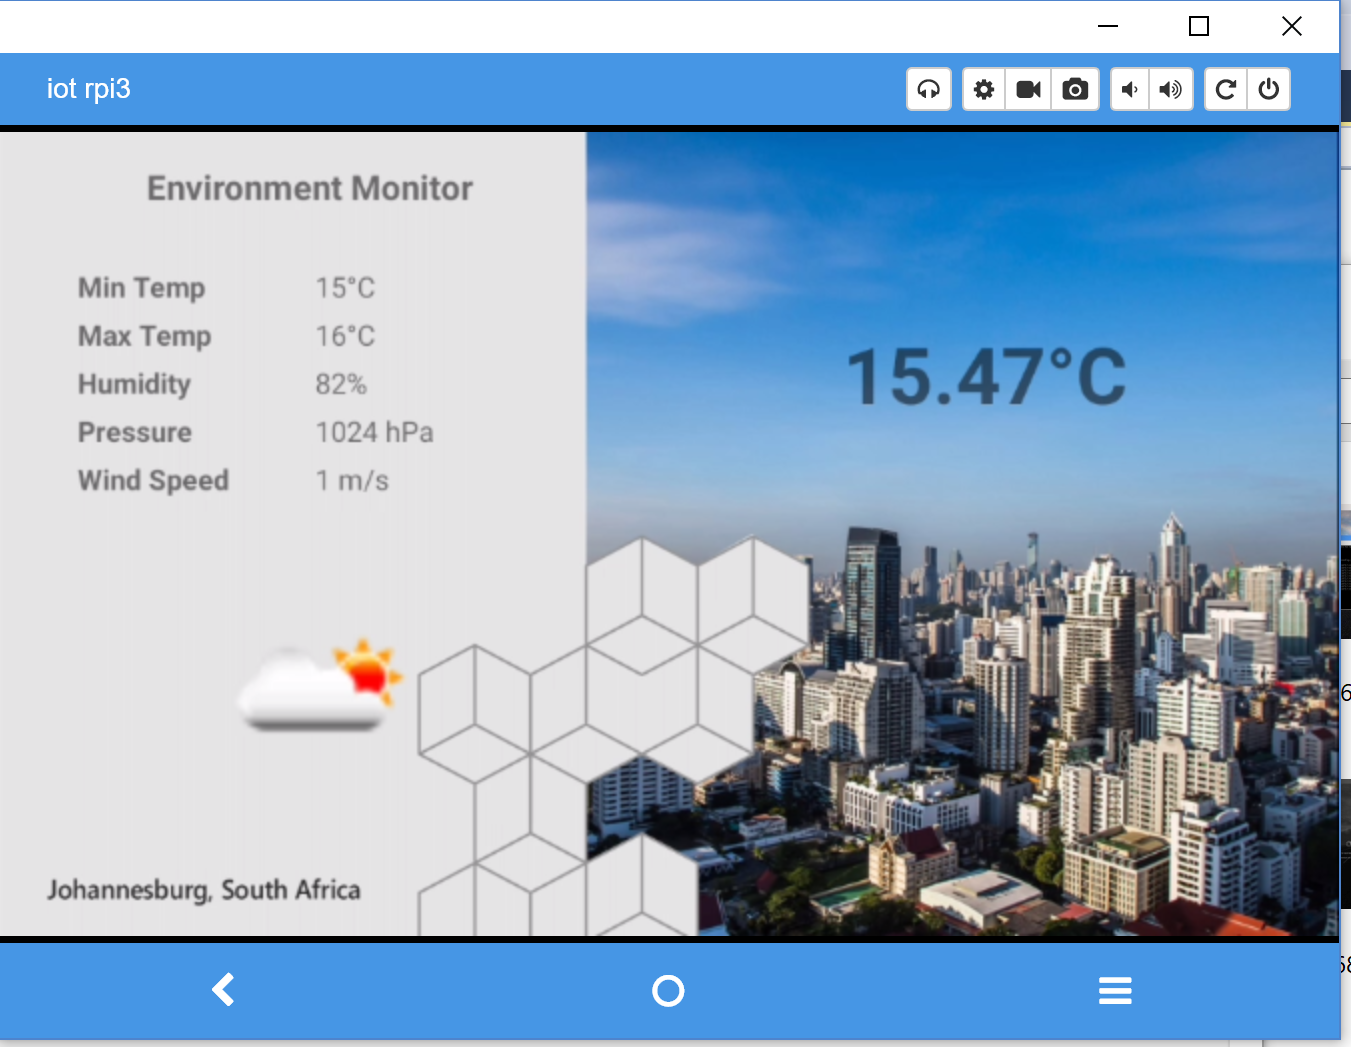 iot rpi3
Environment Monitor
Min Temp 15°C
Max Temp 16°C
Humidity 82%
Pressure 1024 hPa
Wind Speed 1 m/s
15.47°C
Johannesburg, South Africa